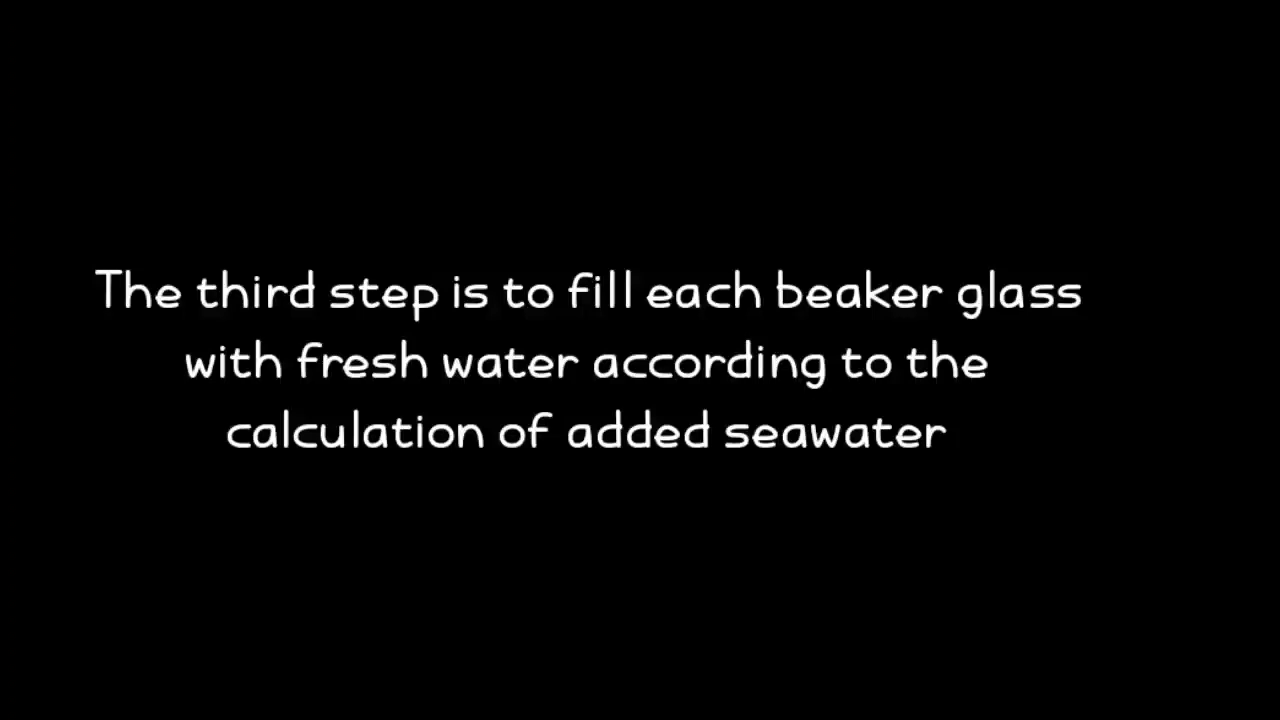 The third step is to fill each beaker glass
with fresh water according to the
calculation of added seawater